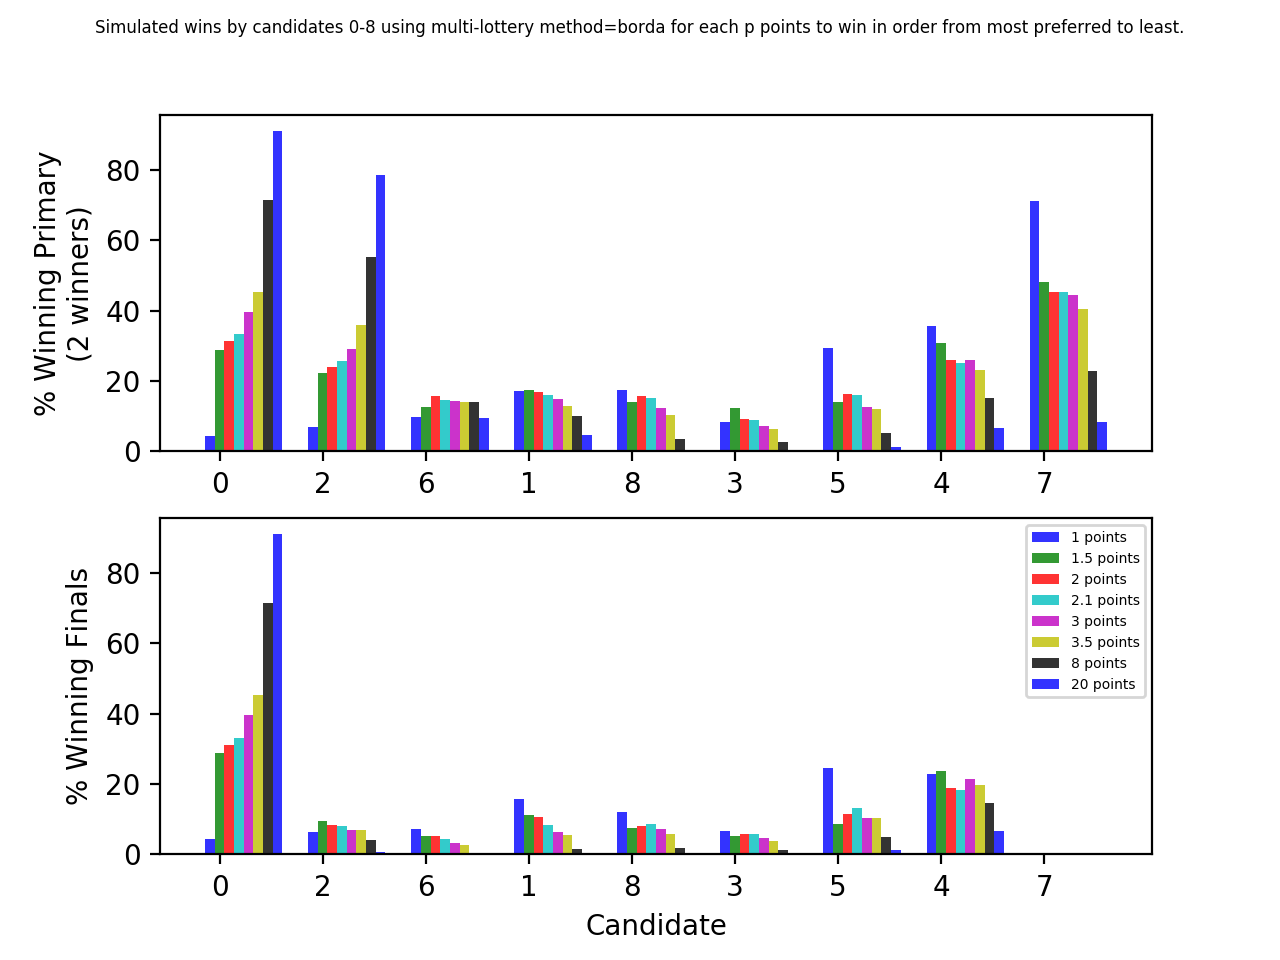 Simulated wins by candidates 0-8 using multi-lottery method=borda for each p points to win in order from most preferred to least.
% Winning Primary
(2 winners)
80
60
40
20
0
0 2 6 1 8 3 5 4 7
% Winning Finals
80
60
40
20
0
1 points
1.5 points
2 points
2.1 points
3 points
3.5 points
8 points
20 points
0 2 6 1 8 3 5 4 7
Candidate